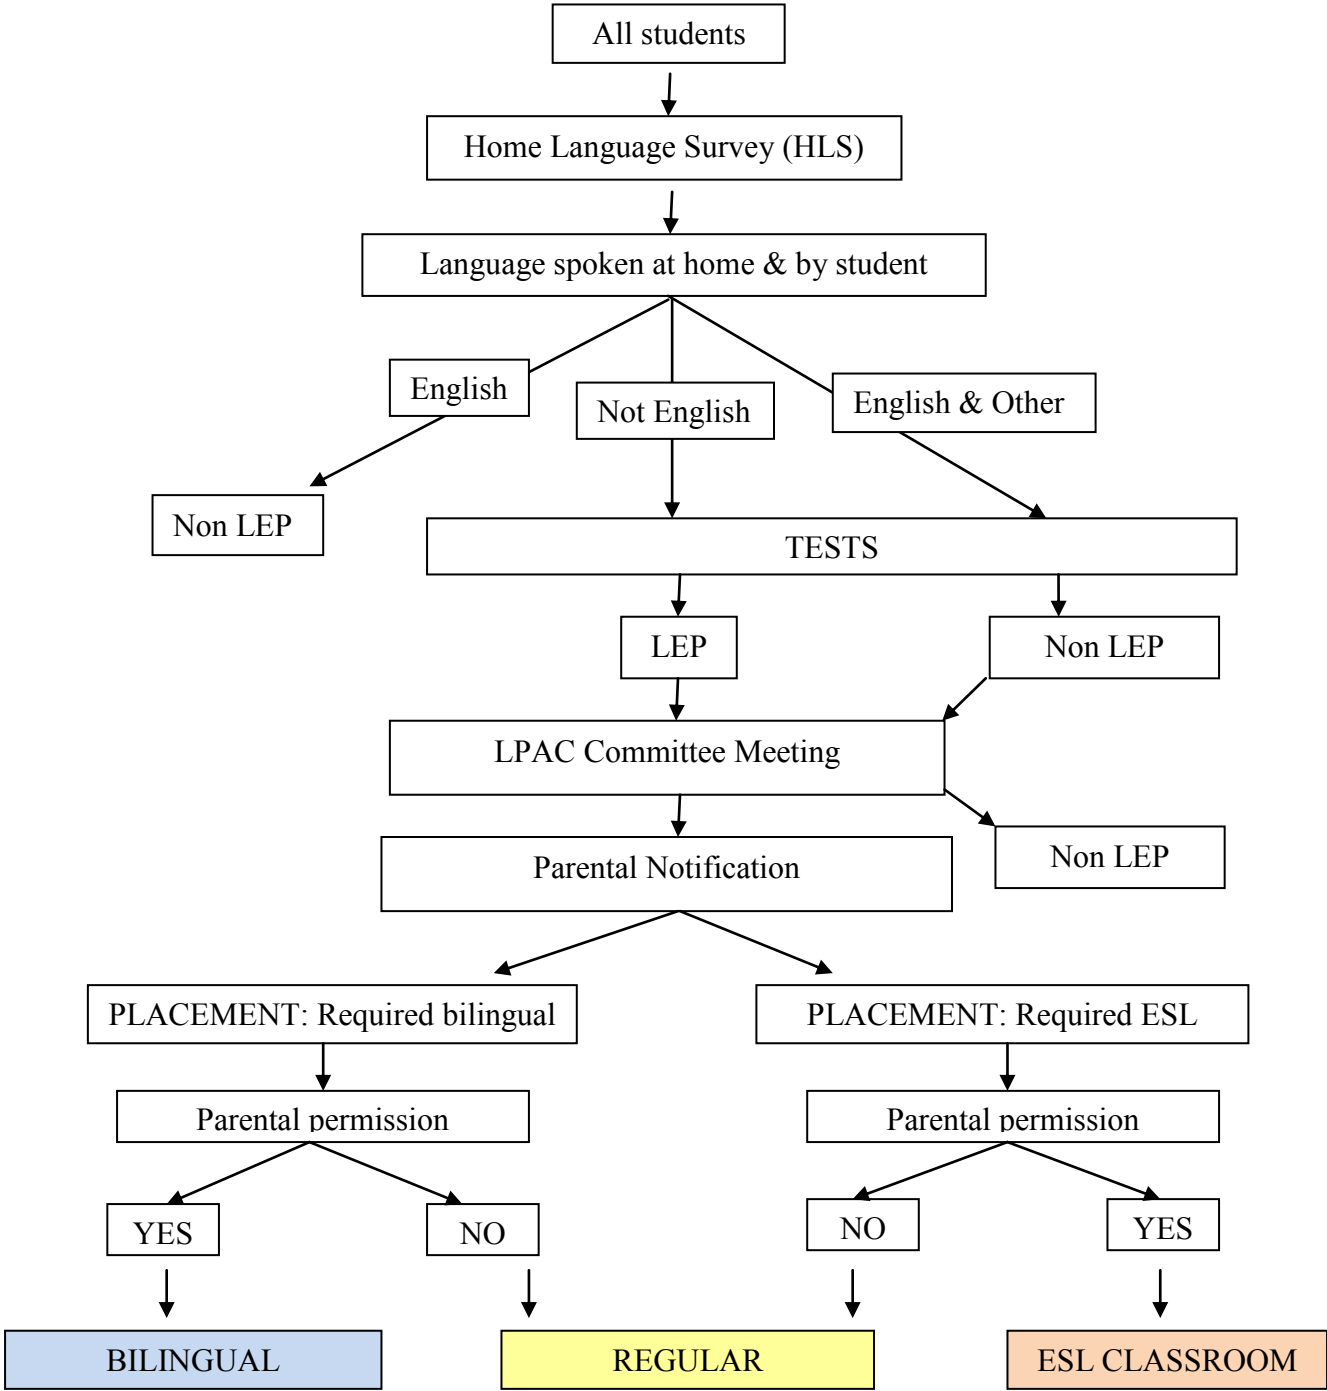 All students
Home Language Survey (HLS)
Language spoken at home & by student
English
Not English
English & Other
Non LEP
TESTS
LEP
Non LEP
LPAC Committee Meeting
Non LEP
Parental Notification
PLACEMENT: Required bilingual
PLACEMENT: Required ESL
Parental permission
Parental permission
YES
NO
NO
YES
BILINGUAL
REGULAR
ESL CLASSROOM